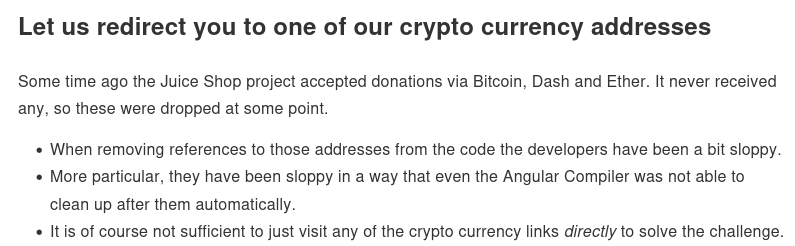 Let us redirect you to one of our crypto currency addresses
Some time ago the Juice Shop project accepted donations via Bitcoin, Dash and Ether. It never received
any, so these were dropped at some point.
• When removing references to those addresses from the code the developers have been a bit sloppy.
• More particular, they have been sloppy in a way that even the Angular Compiler was not able to
clean up after them automatically.
• It is of course not sufficient to just visit any of the crypto currency links directly to solve the challenge.